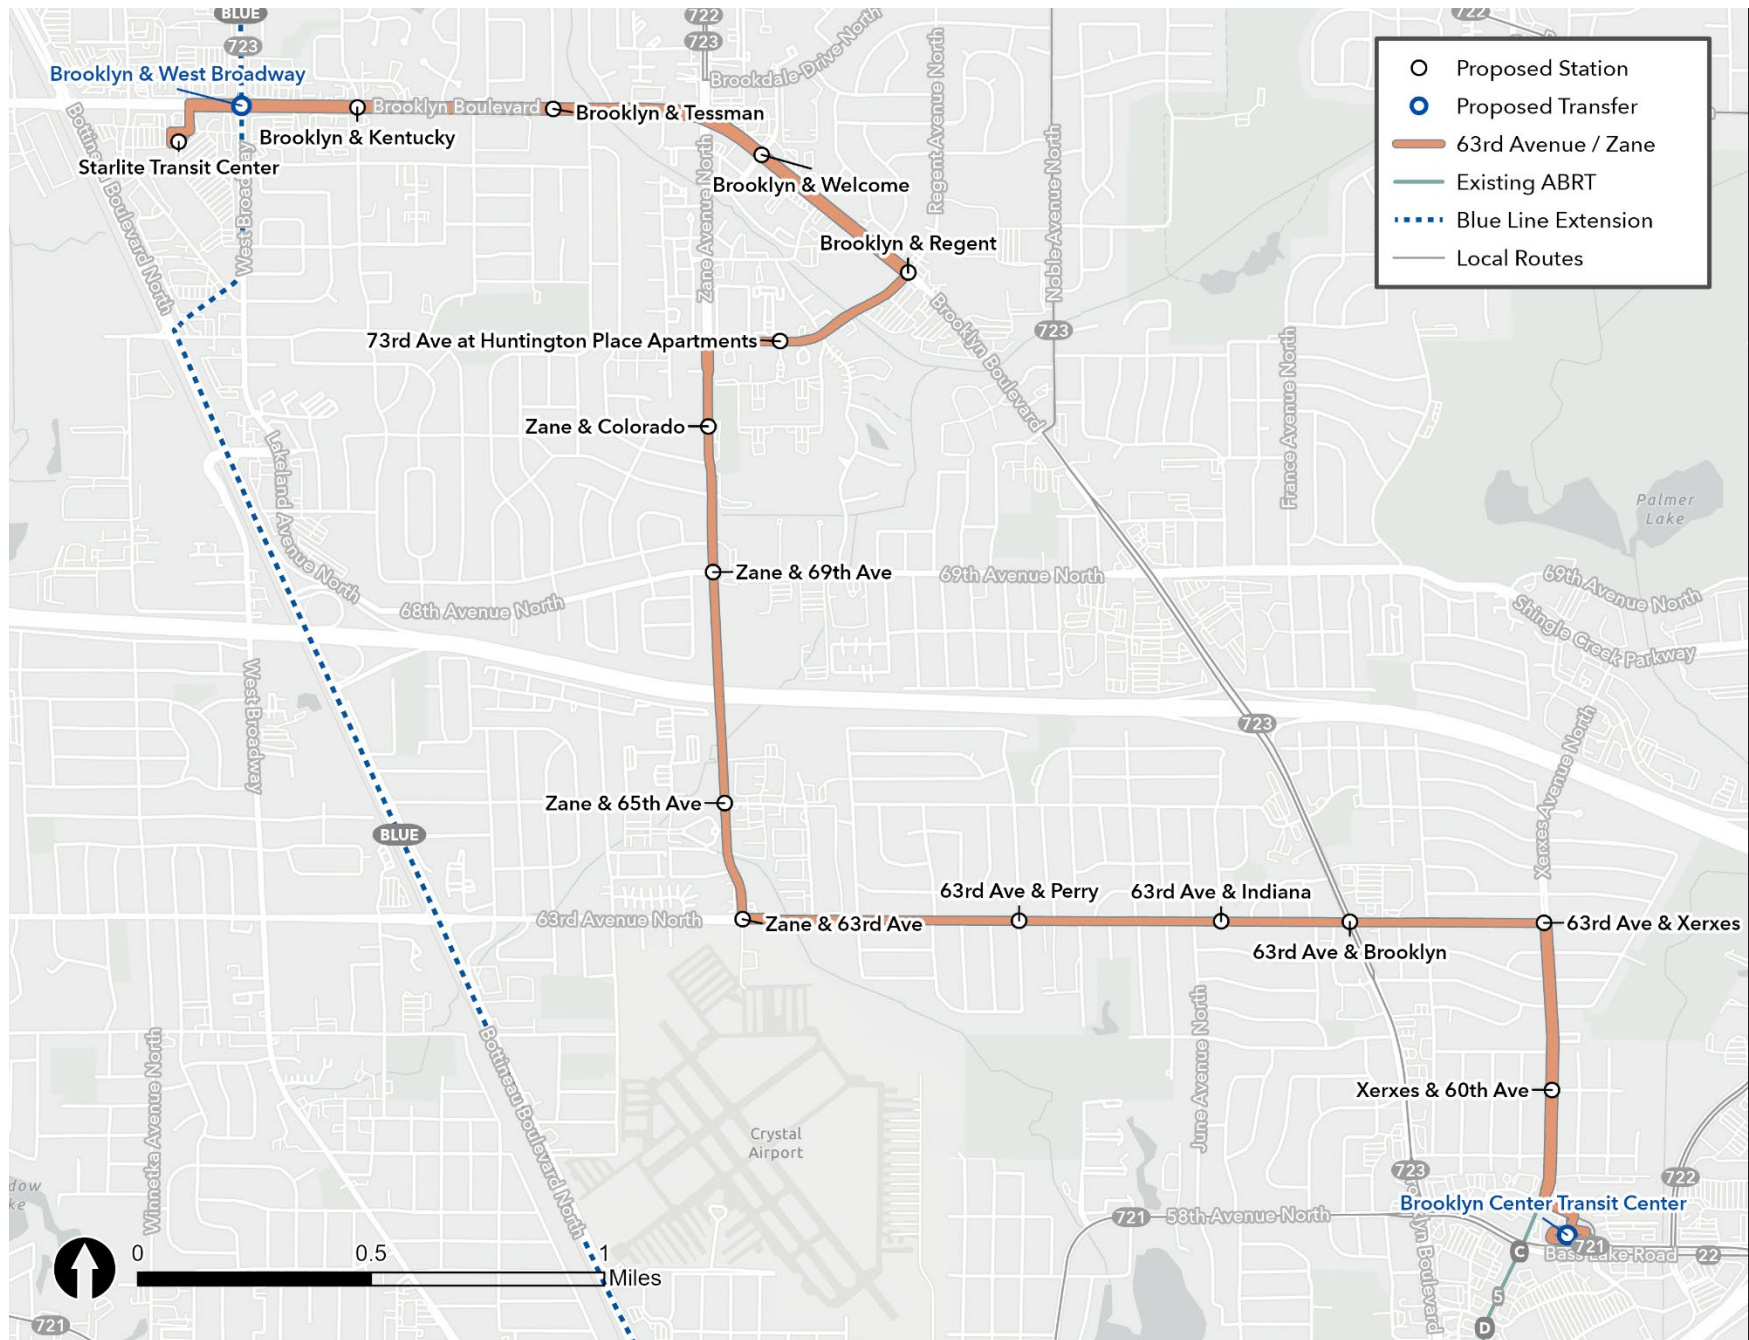 BLUE
723
722
723
722
Brooklyn & West Broadway
Brookdale Drive North
Regent Avenue North
Brooklyn Boulevard
Brooklyn & Tessman
Brooklyn & Kentucky
Starlite Transit Center
Bottineau Boulevard North
West Broadway
Zane Avenue North
Noble Avenue North
Brooklyn & Welcome
Brooklyn & Regent
Proposed Station
Proposed Transfer
63rd Avenue / Zane
Existing ABRT
Blue Line Extension
Local Routes
73rd Ave at Huntington Place Apartments
723
Brooklyn Boulevard
France Avenue North
Zane & Colorado
Lakeland Avenue North
Palmer
Lake
Zane & 69th Ave
69th Avenue North
69th Avenue North
68th Avenue North
Shingle Creek Parkway
West Broadway
723
Xerxes Avenue North
Zane & 65th Ave
BLUE
63rd Ave & Perry
63rd Ave & Indiana
63rd Avenue North
Zane & 63rd Ave
63rd Ave & Xerxes
63rd Ave & Brooklyn
June Avenue North
Winnetka Avenue North
Bottineau Boulevard North
Xerxes & 60th Ave
Crystal
Airport
723
722
dow
ke
Brooklyn Center Transit Center
721
58th Avenue North
Brooklyn Boulevard
721
C
Bass Lake Road
22
0
0.5
1
Miles
5
D
721